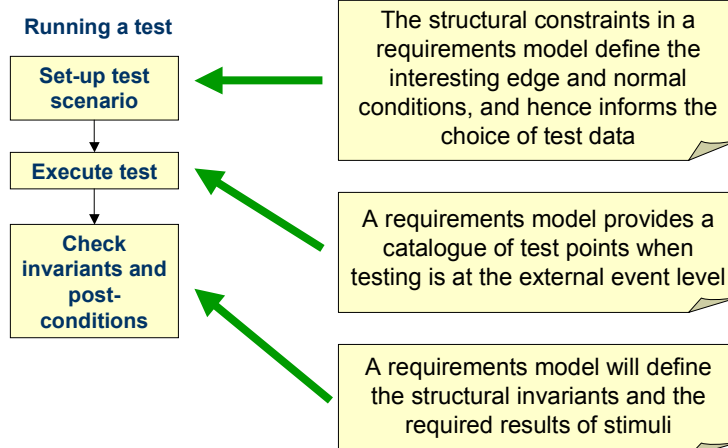 Running a test
Set-up test
scenario
Execute test
Check
invariants and
post-
conditions
The structural constraints in a
requirements model define the
interesting edge and normal
conditions, and hence informs the
choice of test data
A requirements model provides a
catalogue of test points when
testing is at the external event level
A requirements model will define
the structural invariants and the
required results of stimuli